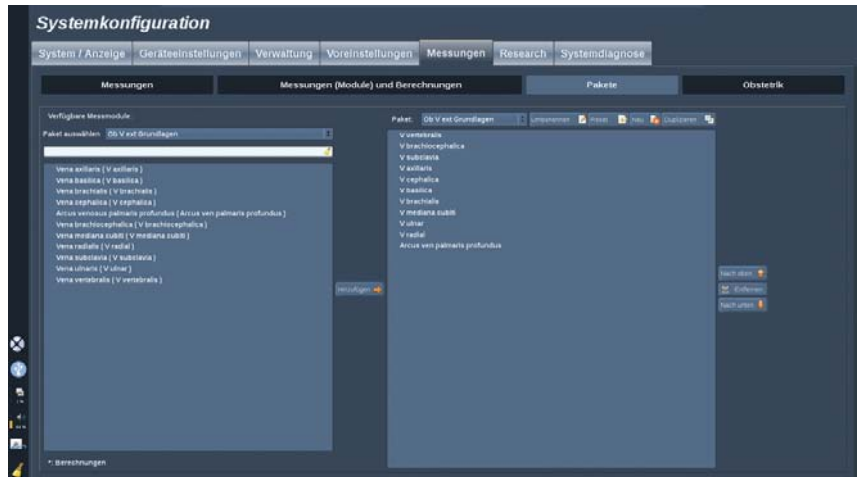 Systemkonfiguration
System / Anzeige Geräteeinstellungen Verwaltung Voreinstellungen Messungen Research Systemdiagnose
Messungen Messungen (Module) und Berechnungen Pakete Obstetrik
Verfügbare Messmodule
Paket auswählen Ob V ext Grundlagen
Vena axillaris ( V axillaris )
Vena basilica ( V basilica )
Vena brachialis ( V brachialis )
Vena cephalica ( V cephalica )
Arcus venosus palmaris profundus ( Arcus ven palmaris profundus )
Vena brachiocephalica ( V brachiocephalica )
Vena mediana cubiti ( V mediana cubiti )
Vena radialis ( V radial )
Vena subclavia ( V subclavia )
Vena ulnaris ( V ulnar )
Vena vertebralis ( V vertebralis )
*: Berechnungen
Hinzufügen
Paket: Ob V ext Grundlagen Umbenennen Neu Duplizieren
V vertebralis
V brachiocephalica
V subclavia
V axillaris
V cephalica
V basilica
V brachialis
V mediana cubiti
V ulnar
V radial
Arcus ven palmaris profundus
Nach oben
Entfernen
Nach unten